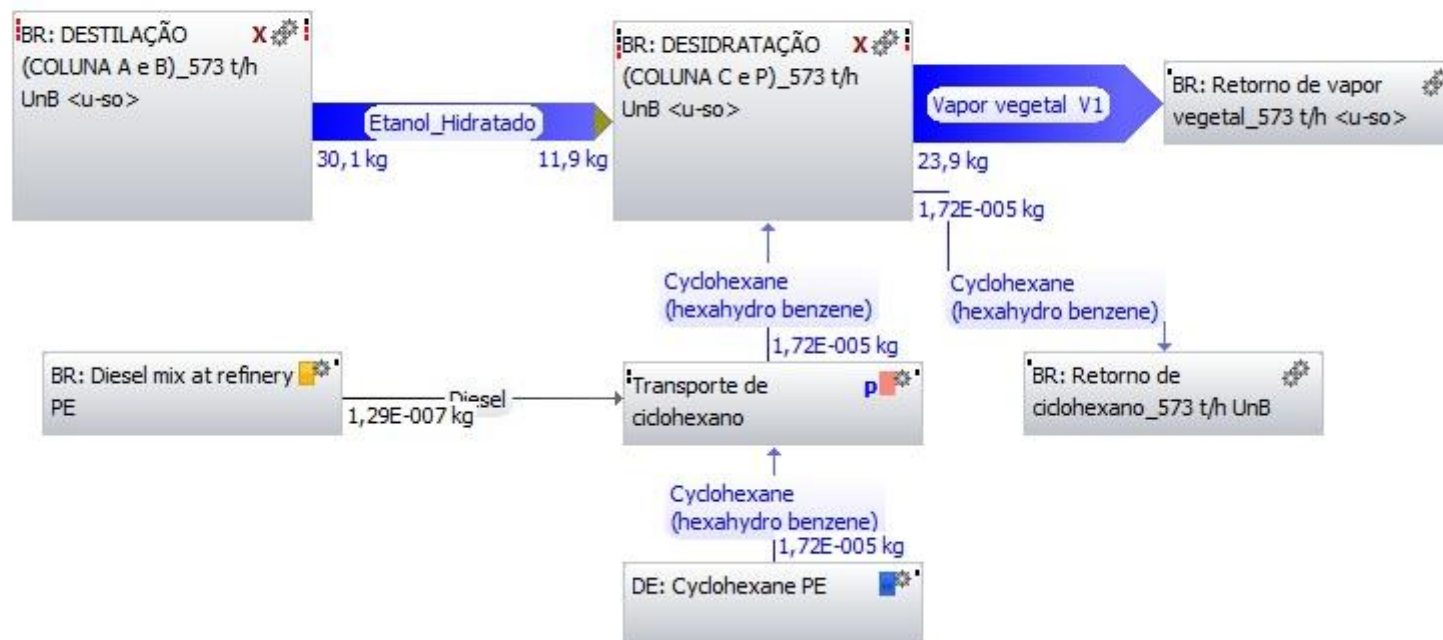 BR: DESTILAÇÃO X
(COLUNA A e B)_573 t/h
UnB <u-so>
Etanol_Hidratado
30,1 kg
11,9 kg
BR: DESIDRATAÇÃO X
(COLUNA C e P)_573 t/h
UnB <u-so>
Vapor vegetal V1
23,9 kg
1,72E-005 kg
BR: Retorno de vapor
vegetal_573 t/h <u-so>
Cyclohexane
(hexahydro benzene)
1,72E-005 kg
Cyclohexane
(hexahydro benzene)
BR: Diesel mix at refinery
PE
Diesel
1,29E-007 kg
Transporte de p
ciclohexano
BR: Retorno de
ciclohexano_573 t/h UnB
Cyclohexane
(hexahydro benzene)
1,72E-005 kg
DE: Cyclohexane PE